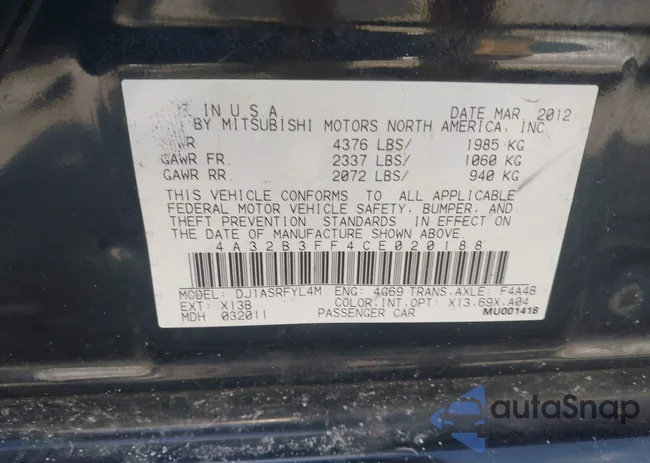 IN U.S.A. DATE MAR, 2012
BY MITSUBISHI MOTORS NORTH AMERICA, INC.
4376 LBS/ 1985 KG
GAWR FR. 2337 LBS/ 1060 KG
GAWR RR. 2072 LBS/ 940 KG
THIS VEHICLE CONFORMS TO ALL APPLICABLE
FEDERAL MOTOR VEHICLE SAFETY, BUMPER, AND
THEFT PREVENTION STANDARDS IN EFFECT ON
THE DATE OF MANUFACTURE SHOWN ABOVE.
4A32B3FF4CE020188
MODEL: DJ1ASRFYL4M ENG: 4G69 TRANS.AXLE: F4A4B
EXT: X13B COLOR.INT.OPT: X13.69X.A04
MDH 032011 PASSENGER CAR MU001418
autoSnap